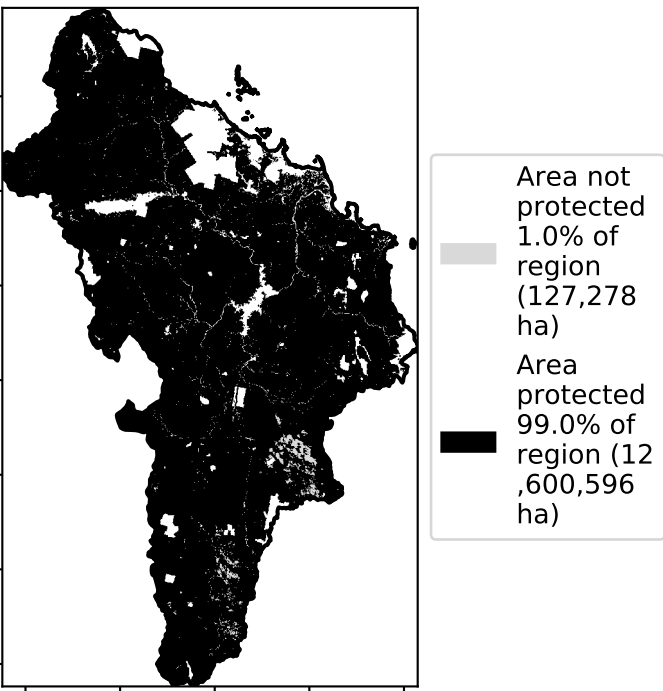 Area not
protected
1.0% of
region
(127,278
ha)
Area
protected
99.0% of
region (12
,600,596
ha)